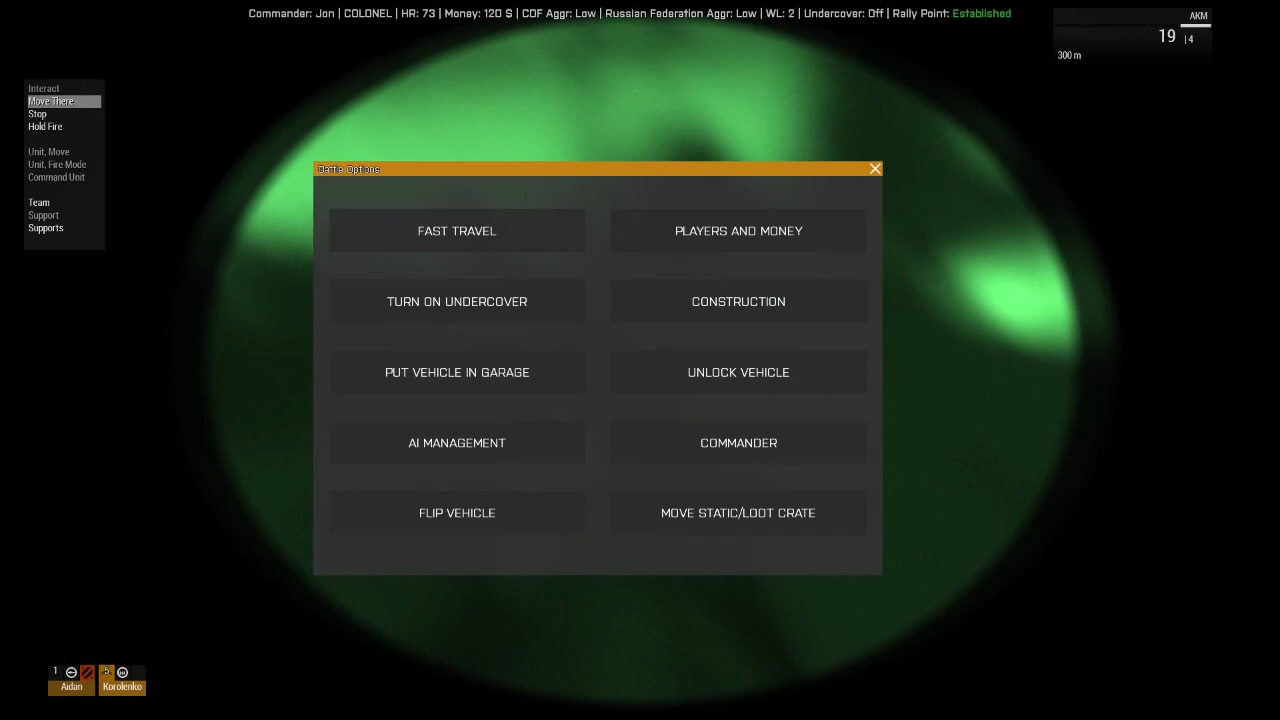 Commander: Jon | COLONEL | HR: 73 | Money: 120 $ | CDF Aggr: Low | Russian Federation Aggr: Low | WL: 2 | Undercover: Off | Rally Point: Established
AKM
19 | 4
300 m
Interact
Move There
Stop
Hold Fire
Unit, Move
Unit, Fire Mode
Command Unit
Team
Support
Supports
Battle Options
FAST TRAVEL
PLAYERS AND MONEY
TURN ON UNDERCOVER
CONSTRUCTION
PUT VEHICLE IN GARAGE
UNLOCK VEHICLE
AI MANAGEMENT
COMMANDER
FLIP VEHICLE
MOVE STATIC/LOOT CRATE
1
5
Aidan
Korolenko